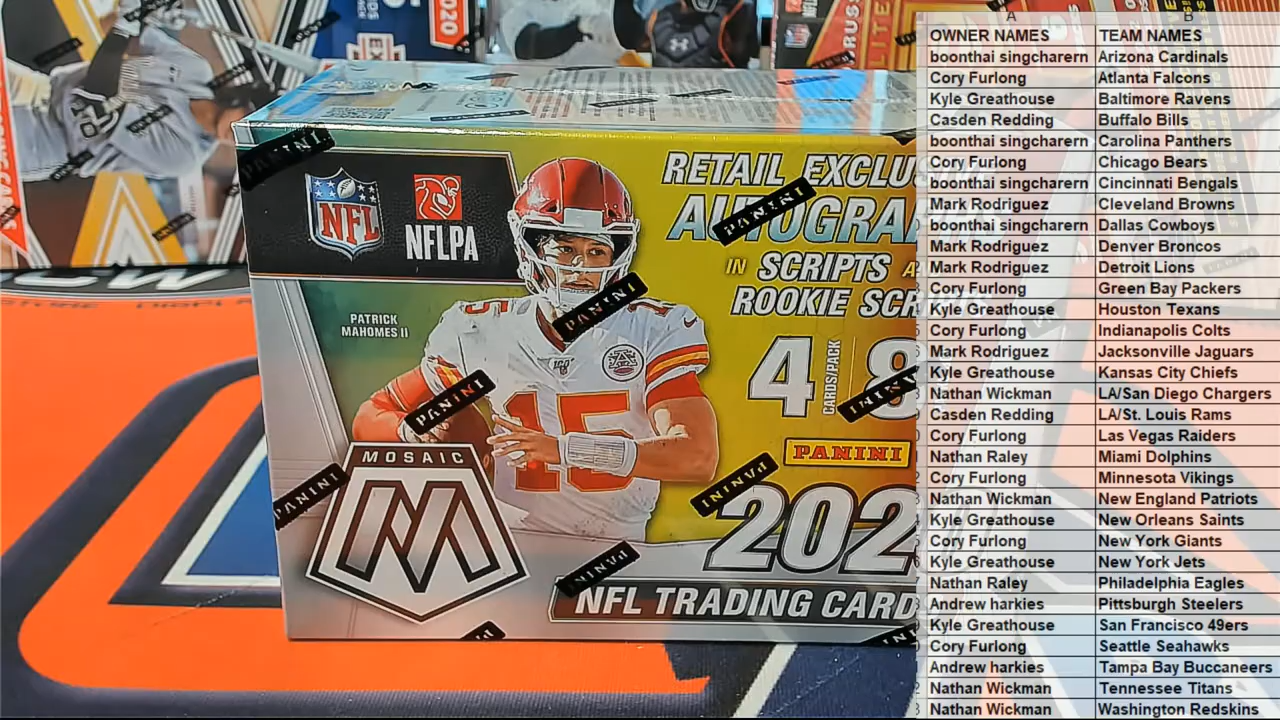 2020
NFL
NFLPA
RETAIL EXCLU
AUTOGRA
IN SCRIPTS A
ROOKIE SCR
PATRICK
MAHOMES II
4
CARDS/PACK
8
PANINI
MOSAIC
202
NFL TRADING CARD
PANINI
PANINI
PANINI
PANINI
PANINI
PANINI
PANINI
A B
OWNER NAMES TEAM NAMES
boonthai singcharern Arizona Cardinals
Cory Furlong Atlanta Falcons
Kyle Greathouse Baltimore Ravens
Casden Redding Buffalo Bills
boonthai singcharern Carolina Panthers
Cory Furlong Chicago Bears
boonthai singcharern Cincinnati Bengals
Mark Rodriguez Cleveland Browns
boonthai singcharern Dallas Cowboys
Mark Rodriguez Denver Broncos
Mark Rodriguez Detroit Lions
Cory Furlong Green Bay Packers
Kyle Greathouse Houston Texans
Cory Furlong Indianapolis Colts
Mark Rodriguez Jacksonville Jaguars
Kyle Greathouse Kansas City Chiefs
Nathan Wickman LA/San Diego Chargers
Casden Redding LA/St. Louis Rams
Cory Furlong Las Vegas Raiders
Nathan Raley Miami Dolphins
Cory Furlong Minnesota Vikings
Nathan Wickman New England Patriots
Kyle Greathouse New Orleans Saints
Cory Furlong New York Giants
Kyle Greathouse New York Jets
Nathan Raley Philadelphia Eagles
Andrew harkies Pittsburgh Steelers
Kyle Greathouse San Francisco 49ers
Cory Furlong Seattle Seahawks
Andrew harkies Tampa Bay Buccaneers
Nathan Wickman Tennessee Titans
Nathan Wickman Washington Redskins